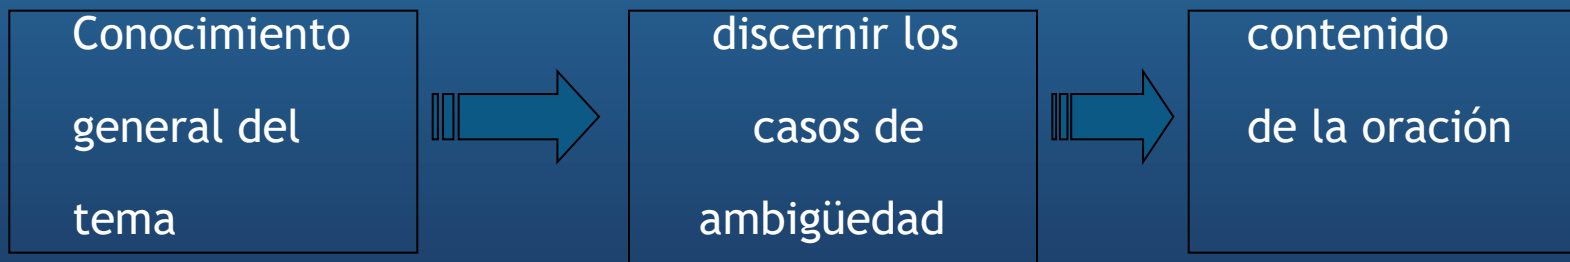 Conocimiento
general del
tema
discernir los
casos de
ambigüedad
contenido
de la oración